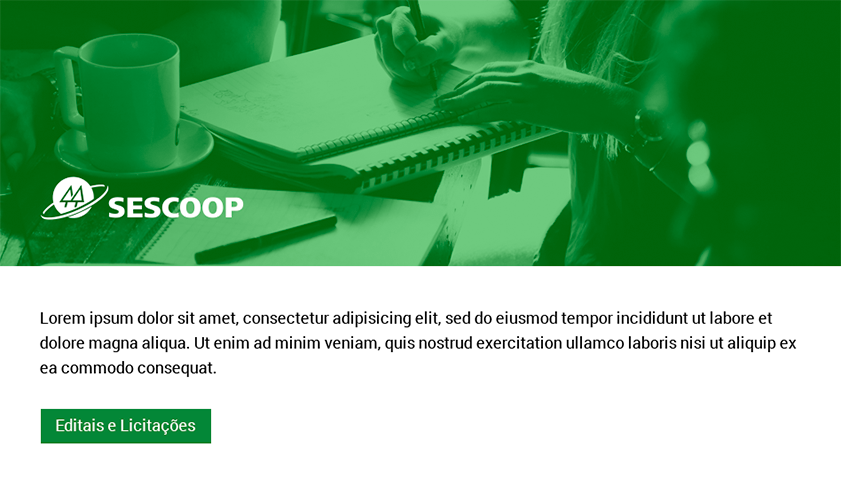 SESCOOP
Lorem ipsum dolor sit amet, consectetur adipisicing elit, sed do eiusmod tempor incididunt ut labore et
dolore magna aliqua. Ut enim ad minim veniam, quis nostrud exercitation ullamco laboris nisi ut aliquip ex
ea commodo consequat.
Editais e Licitações